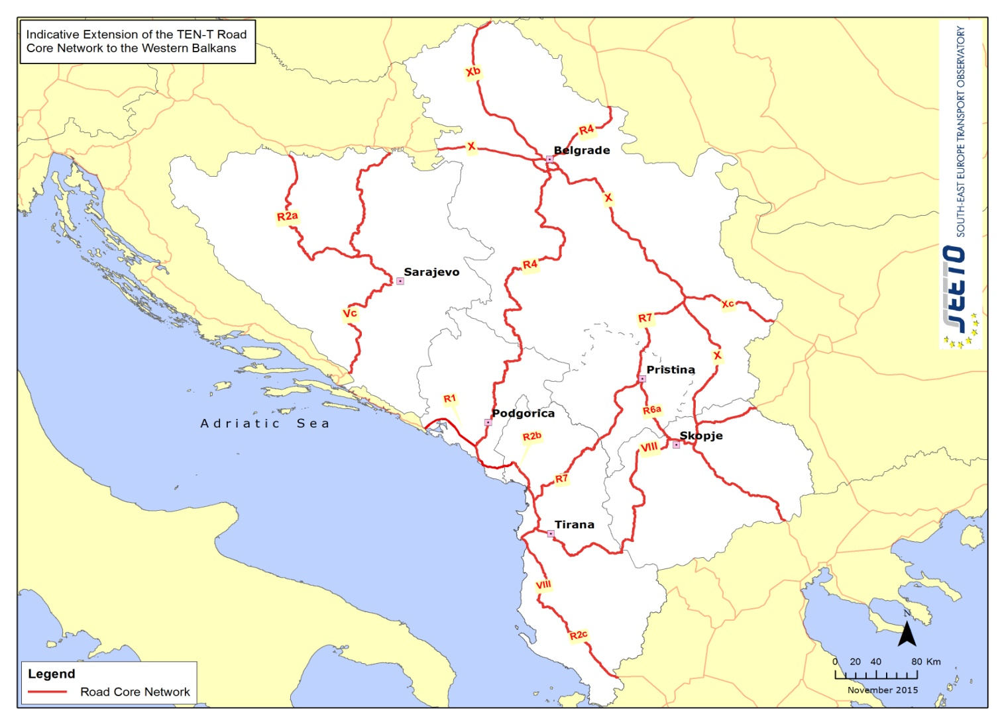 Indicative Extension of the TEN-T Road
Core Network to the Western Balkans
SOUTH-EAST EUROPE TRANSPORT OBSERVATORY
SEETO
Xb
R4
X
Belgrade
X
R2a
R4
Sarajevo
Vc
Xc
R7
X
Pristina
R1
R6a
Podgorica
Adriatic Sea
R2b
Skopje
VIII
R7
Tirana
VIII
R2c
N
0 20 40 80 Km
November 2015
Legend
Road Core Network